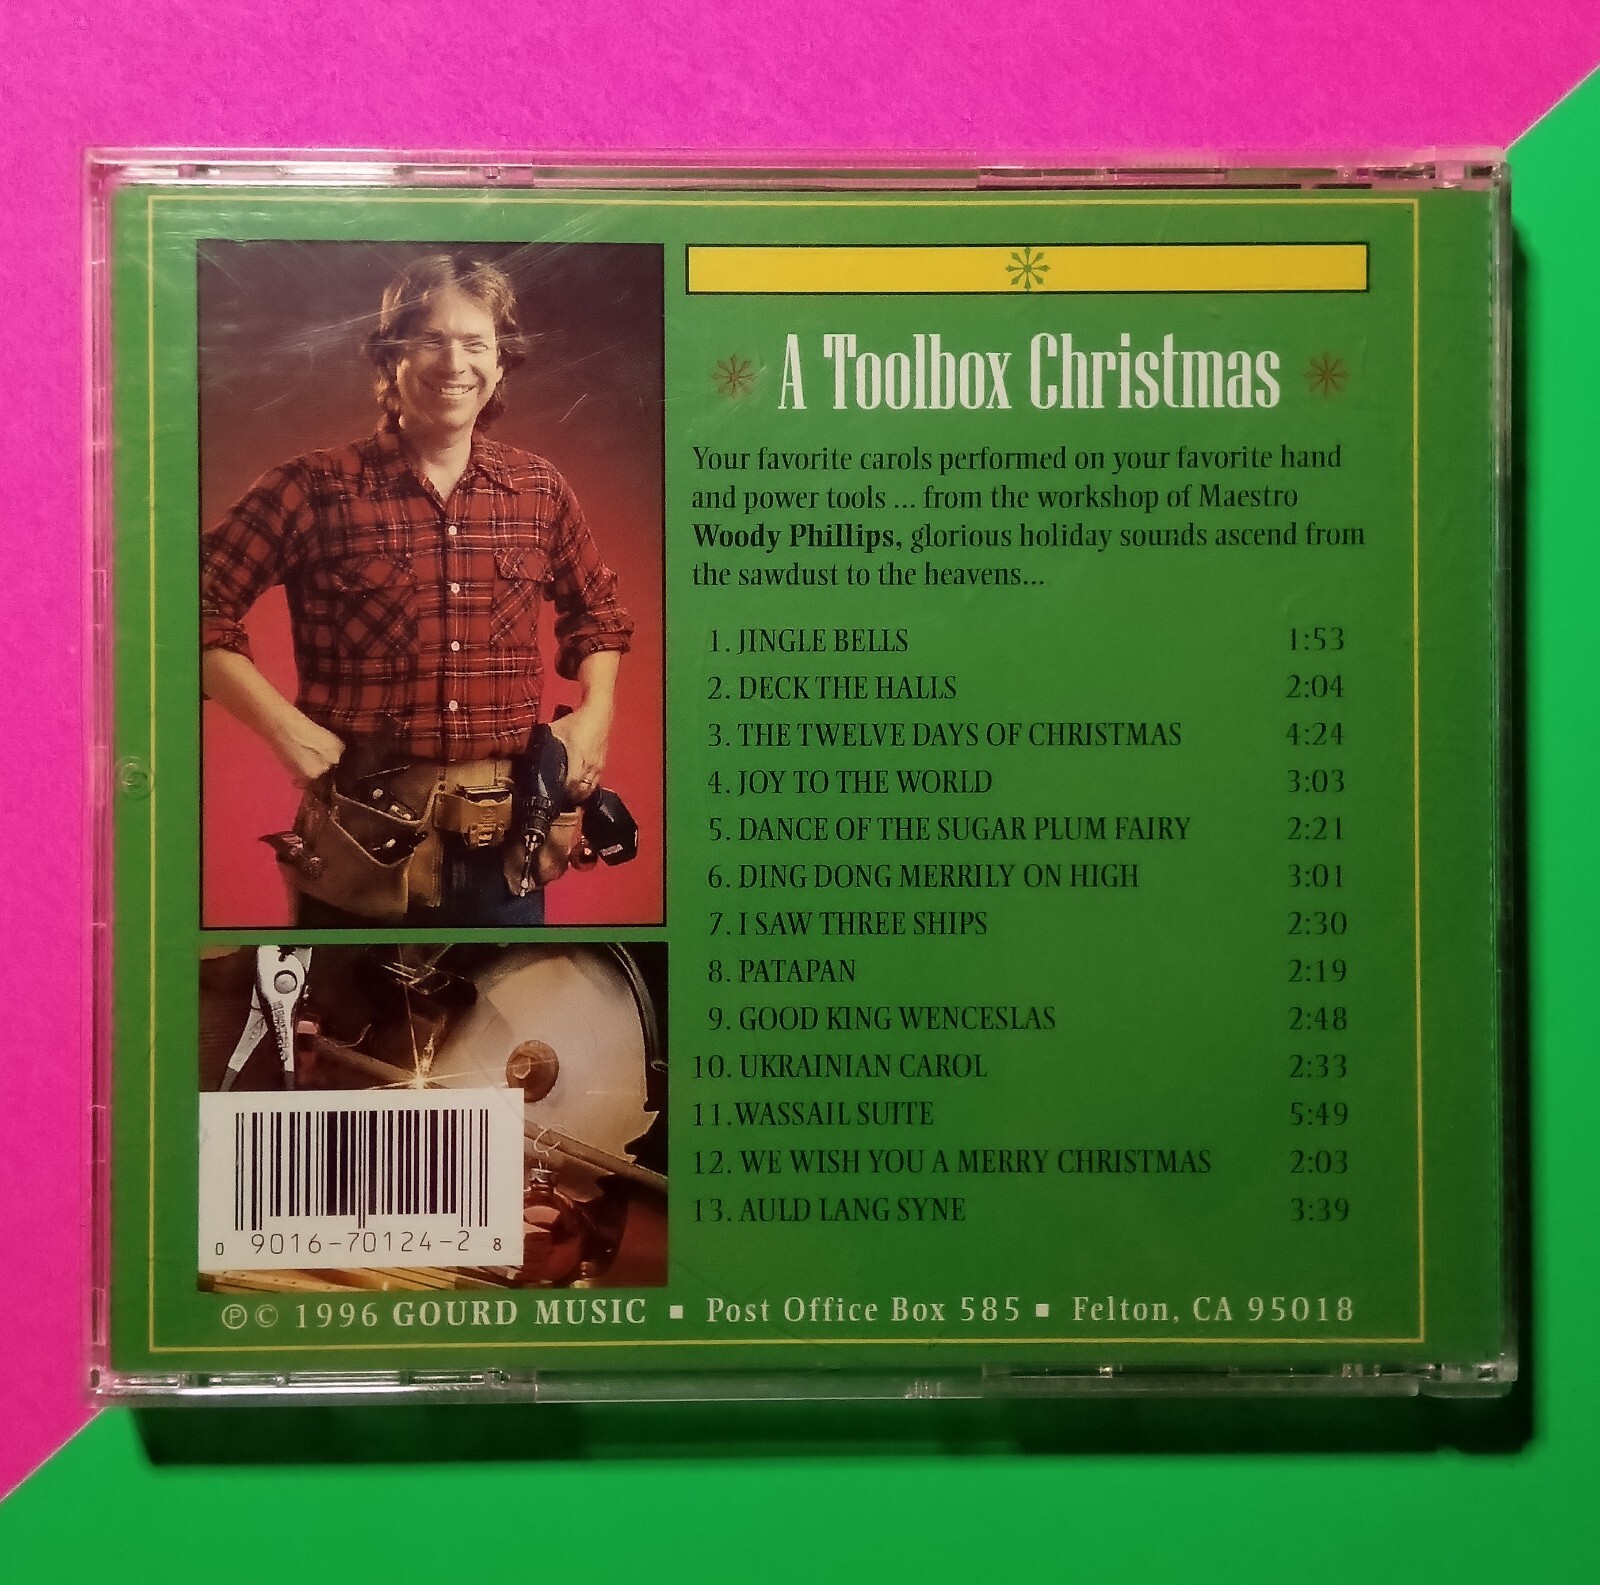 A Toolbox Christmas
Your favorite carols performed on your favorite hand
and power tools ... from the workshop of Maestro
Woody Phillips, glorious holiday sounds ascend from
the sawdust to the heavens...
1. JINGLE BELLS 1:53
2. DECK THE HALLS 2:04
3. THE TWELVE DAYS OF CHRISTMAS 4:24
4. JOY TO THE WORLD 3:03
5. DANCE OF THE SUGAR PLUM FAIRY 2:21
6. DING DONG MERRILY ON HIGH 3:01
7. I SAW THREE SHIPS 2:30
8. PATAPAN 2:19
9. GOOD KING WENCESLAS 2:48
10. UKRAINIAN CAROL 2:33
11. WASSAIL SUITE 5:49
12. WE WISH YOU A MERRY CHRISTMAS 2:03
13. AULD LANG SYNE 3:39
0 9016-70124-2 8
℗ © 1996 GOURD MUSIC ▪ Post Office Box 585 ▪ Felton, CA 95018